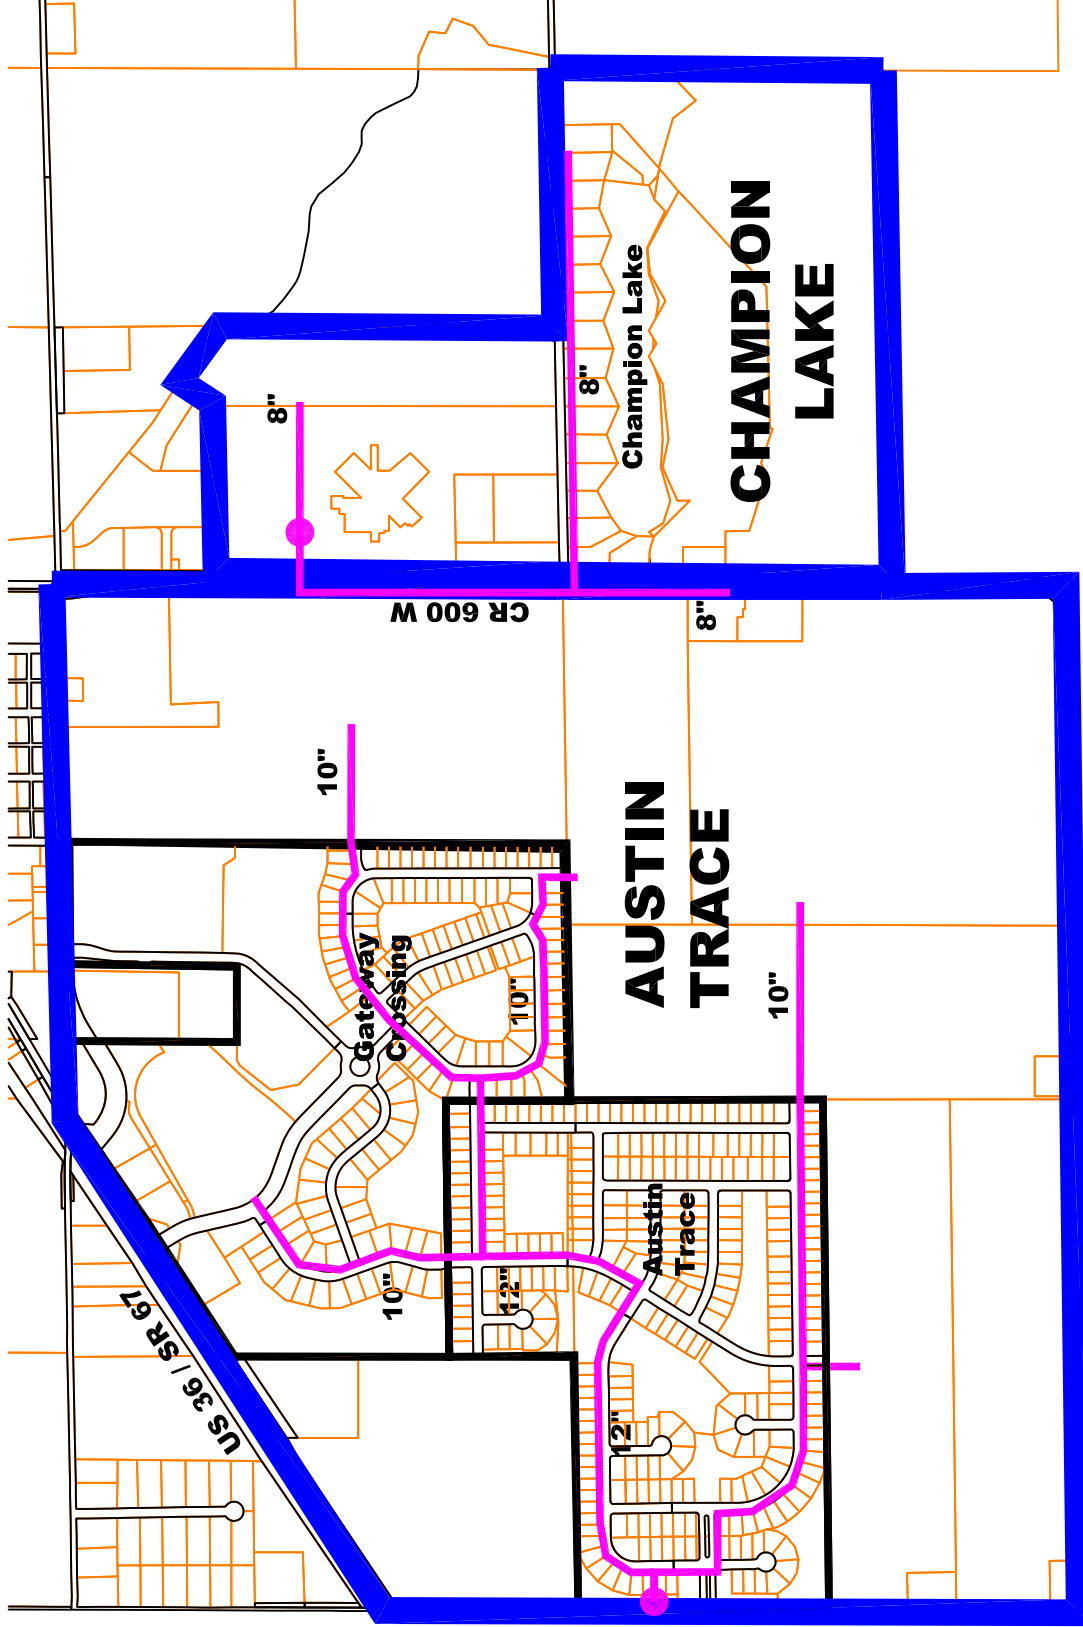 CHAMPION
LAKE
Champion Lake
8"
8"
CR 600 W
8"
10"
AUSTIN
TRACE
Gateway
Crossing
10"
10"
Austin
Trace
10"
12"
12"
US 36 / SR 67